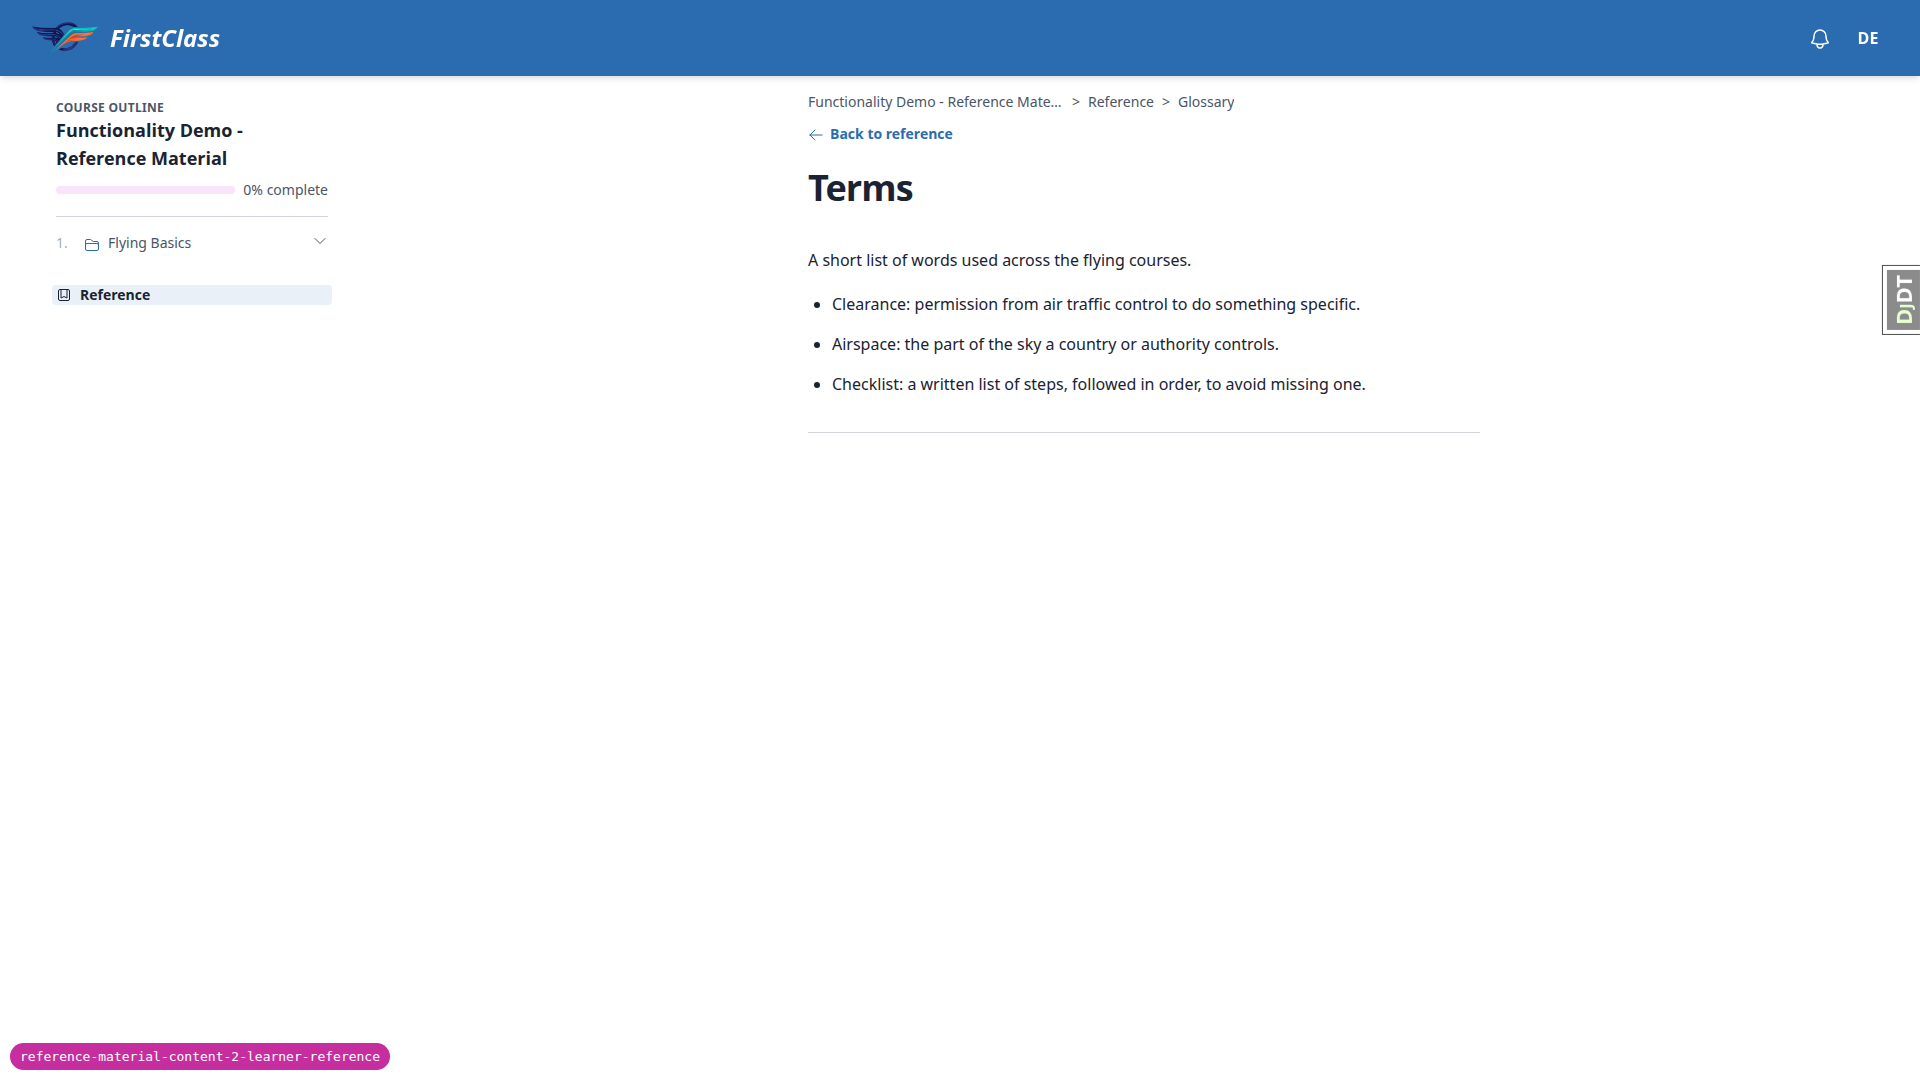 FirstClass
DE
COURSE OUTLINE
Functionality Demo -
Reference Material
0% complete
1. Flying Basics
Reference
Functionality Demo - Reference Mate... > Reference > Glossary
Back to reference
Terms
A short list of words used across the flying courses.
• Clearance: permission from air traffic control to do something specific.
• Airspace: the part of the sky a country or authority controls.
• Checklist: a written list of steps, followed in order, to avoid missing one.
DJDT
reference-material-content-2-learner-reference